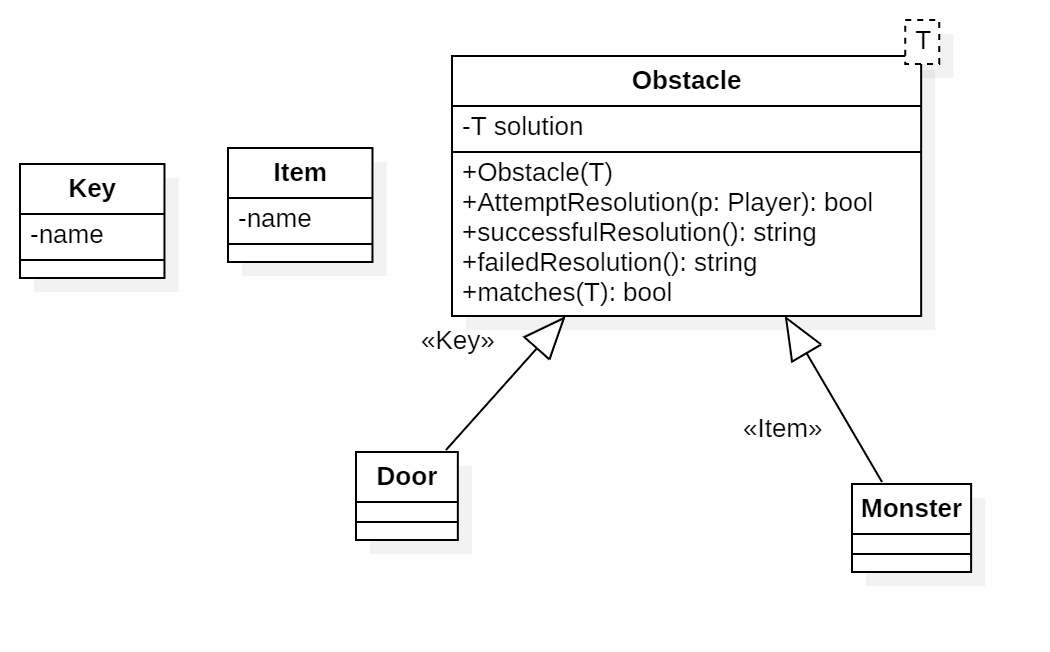 T
Obstacle
-T solution
+Obstacle(T)
+AttemptResolution(p: Player): bool
+successfulResolution(): string
+failedResolution(): string
+matches(T): bool
Key
-name
Item
-name
«Key»
«Item»
Door
Monster